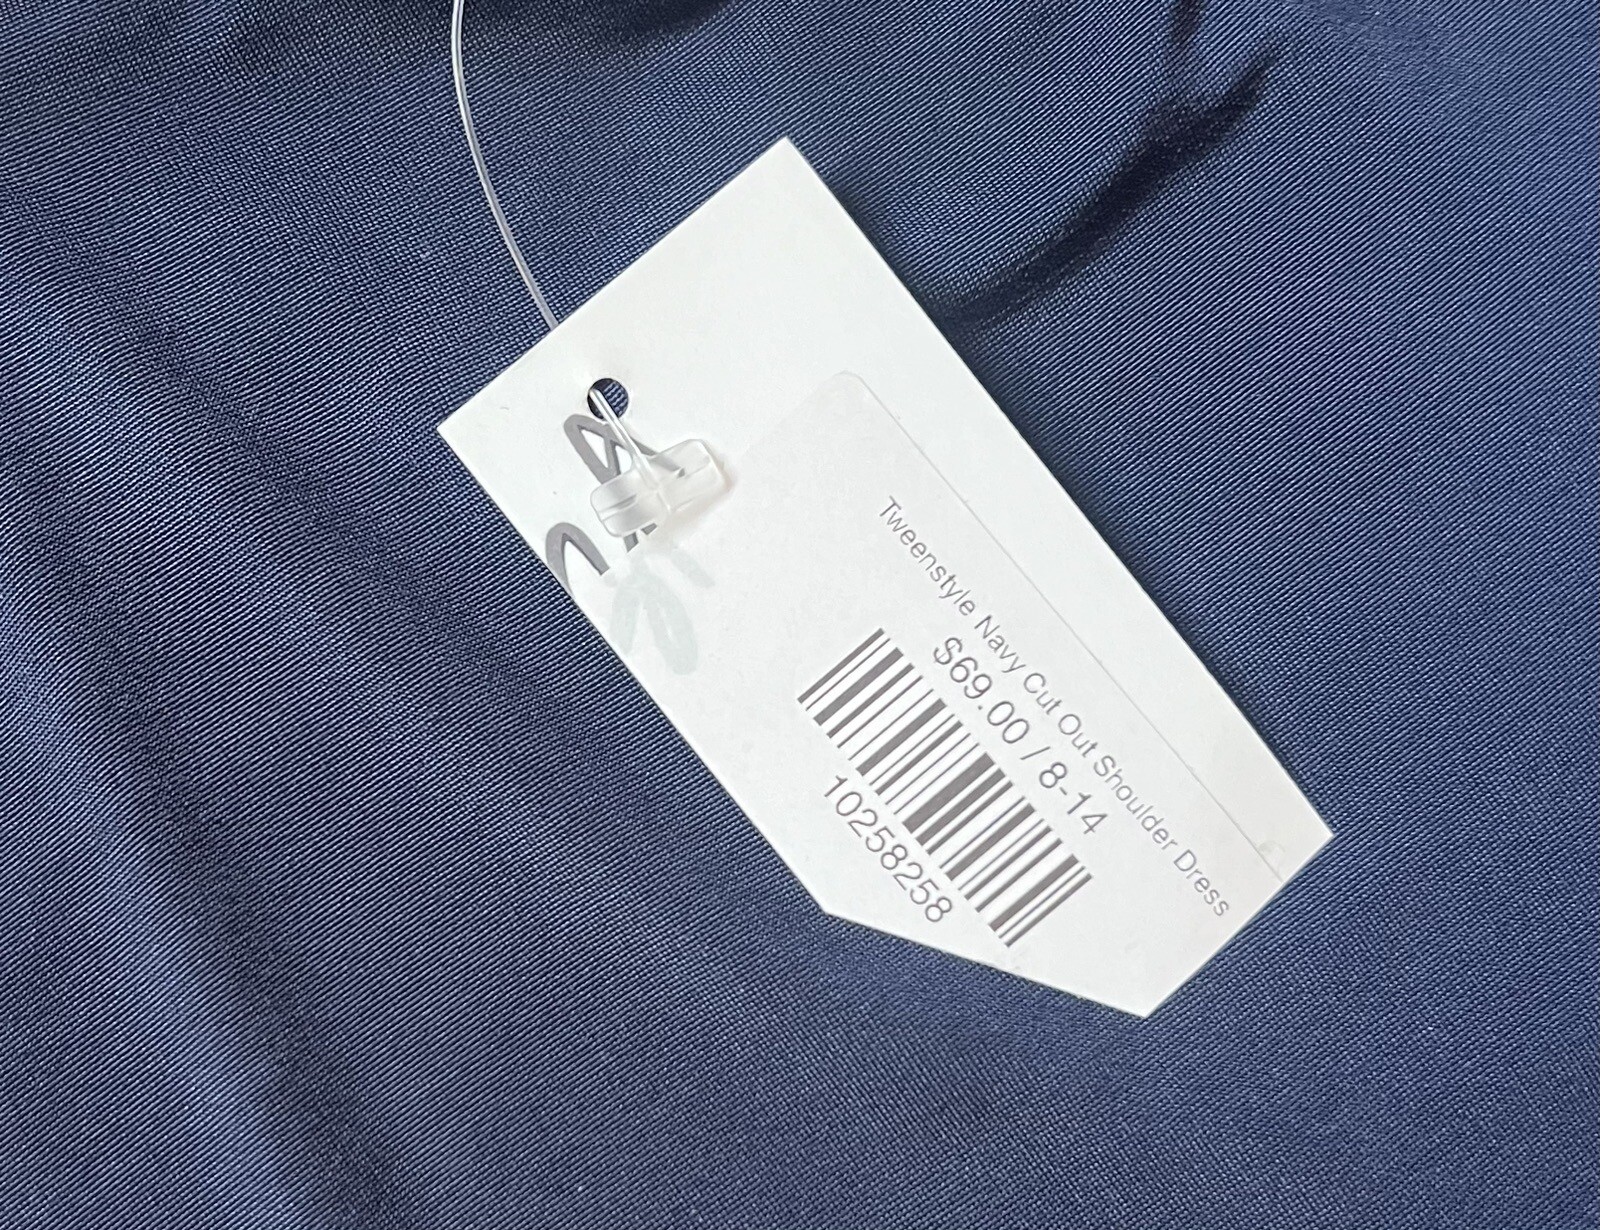 Tweenstyle Navy Cut Out Shoulder Dress
$69.00 / 8-14
10258258